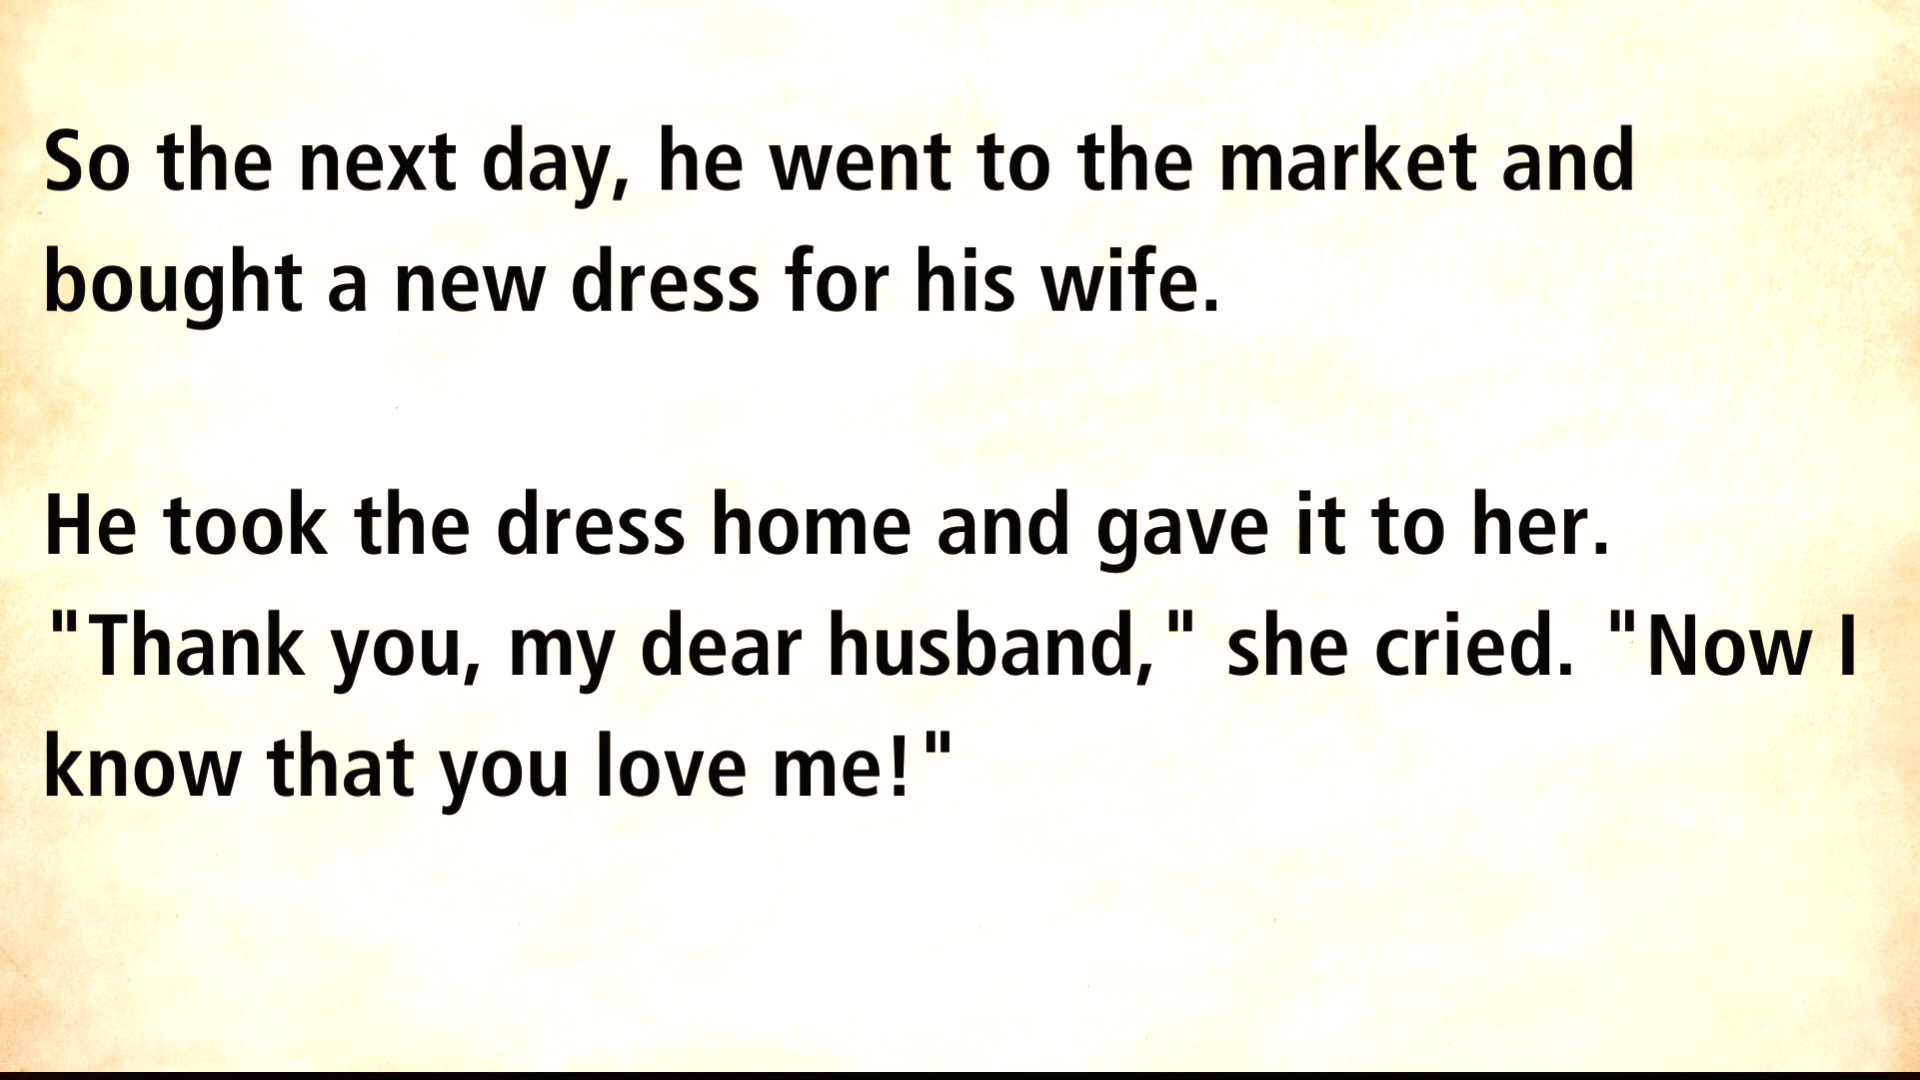 So the next day, he went to the market and
bought a new dress for his wife.
He took the dress home and gave it to her.
"Thank you, my dear husband," she cried. "Now I
know that you love me!"